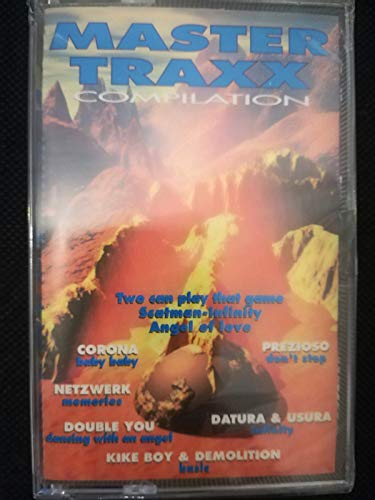 MASTER
TRAXX
COMPILATION
Two can play that game
Scatman-Infinity
Angel of love
CORONA
baby baby
PREZIOSO
don't stop
NETZWERK
memories
DATURA & USURA
infinity
DOUBLE YOU
dancing with an angel
KIKE BOY & DEMOLITION
basic